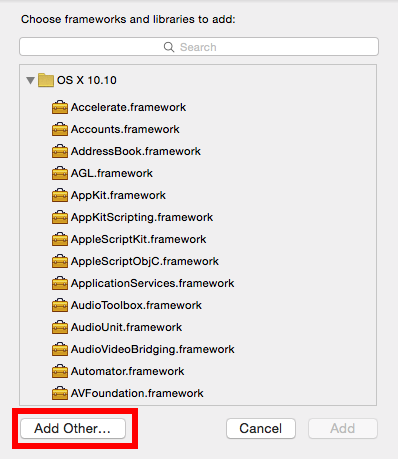 Choose frameworks and libraries to add:
Search
OS X 10.10
Accelerate.framework
Accounts.framework
AddressBook.framework
AGL.framework
AppKit.framework
AppKitScripting.framework
AppleScriptKit.framework
AppleScriptObjC.framework
ApplicationServices.framework
AudioToolbox.framework
AudioUnit.framework
AudioVideoBridging.framework
Automator.framework
AVFoundation.framework
Add Other... Cancel Add